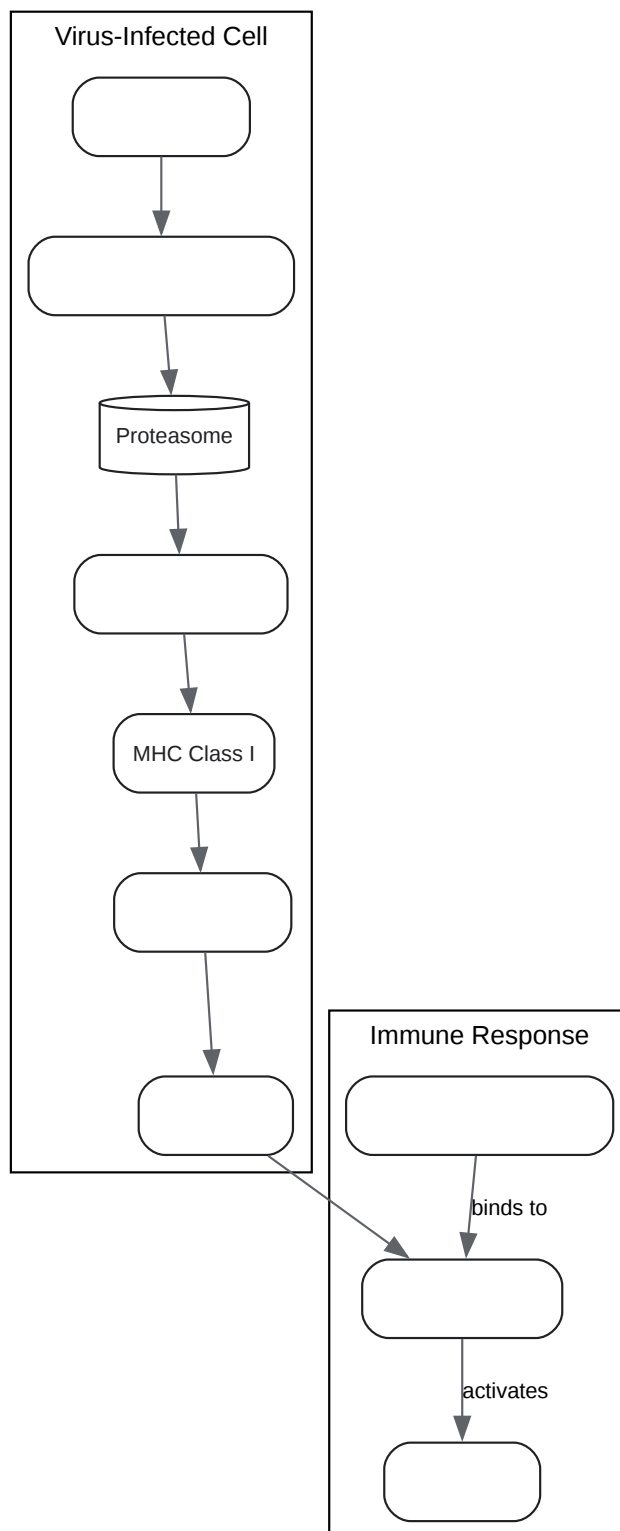 Virus-Infected Cell
Proteasome
MHC Class I
Immune Response
binds to
activates